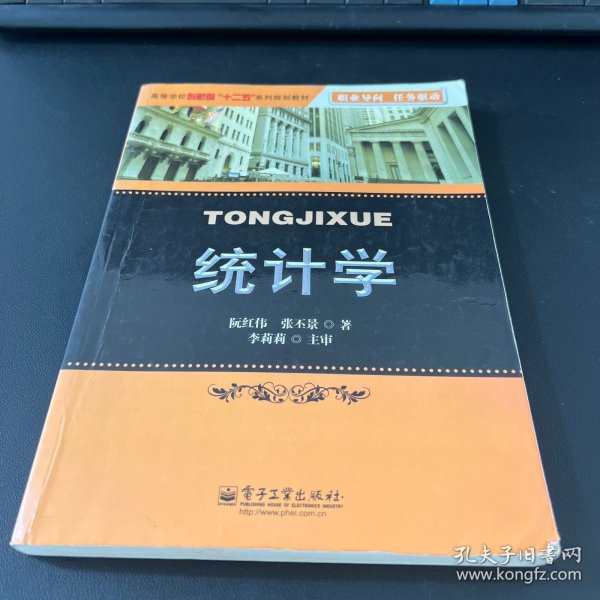 高等学校创新型“十二五”系列规划教材
职业导向 任务驱动
TONGJIXUE
统计学
阮红伟 张丕景◎著
李莉莉◎主审
電子工業出版社
PUBLISHING HOUSE OF ELECTRONICS INDUSTRY
http://www.phei.com.cn
孔夫子旧书网
www.kongfz.com